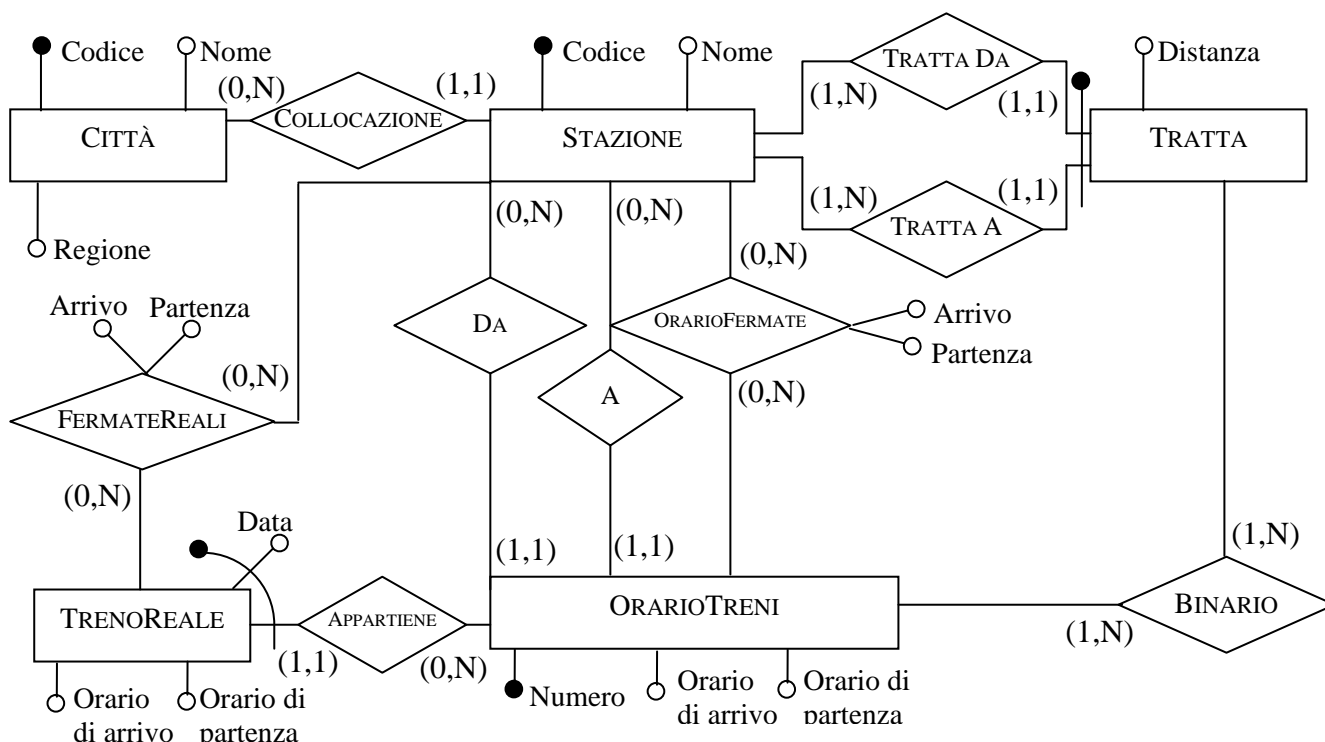 Codice
Nome
Codice
Nome
TRATTA DA
Distanza
(0,N)
(1,1)
(1,N)
(1,1)
CITTÀ
COLLOCAZIONE
STAZIONE
TRATTA
(0,N)
(0,N)
(1,N)
(1,1)
TRATTA A
Regione
(0,N)
Arrivo
Partenza
DA
ORARIOFERMATE
Arrivo
Partenza
(0,N)
(0,N)
A
FERMATEREALI
(0,N)
Data
(1,1)
(1,1)
(1,N)
TRENOREALE
APPARTIENE
ORARIOTRENI
BINARIO
(1,N)
(1,1)
(0,N)
Orario
di arrivo
Orario di
partenza
Numero
Orario
di arrivo
Orario di
partenza